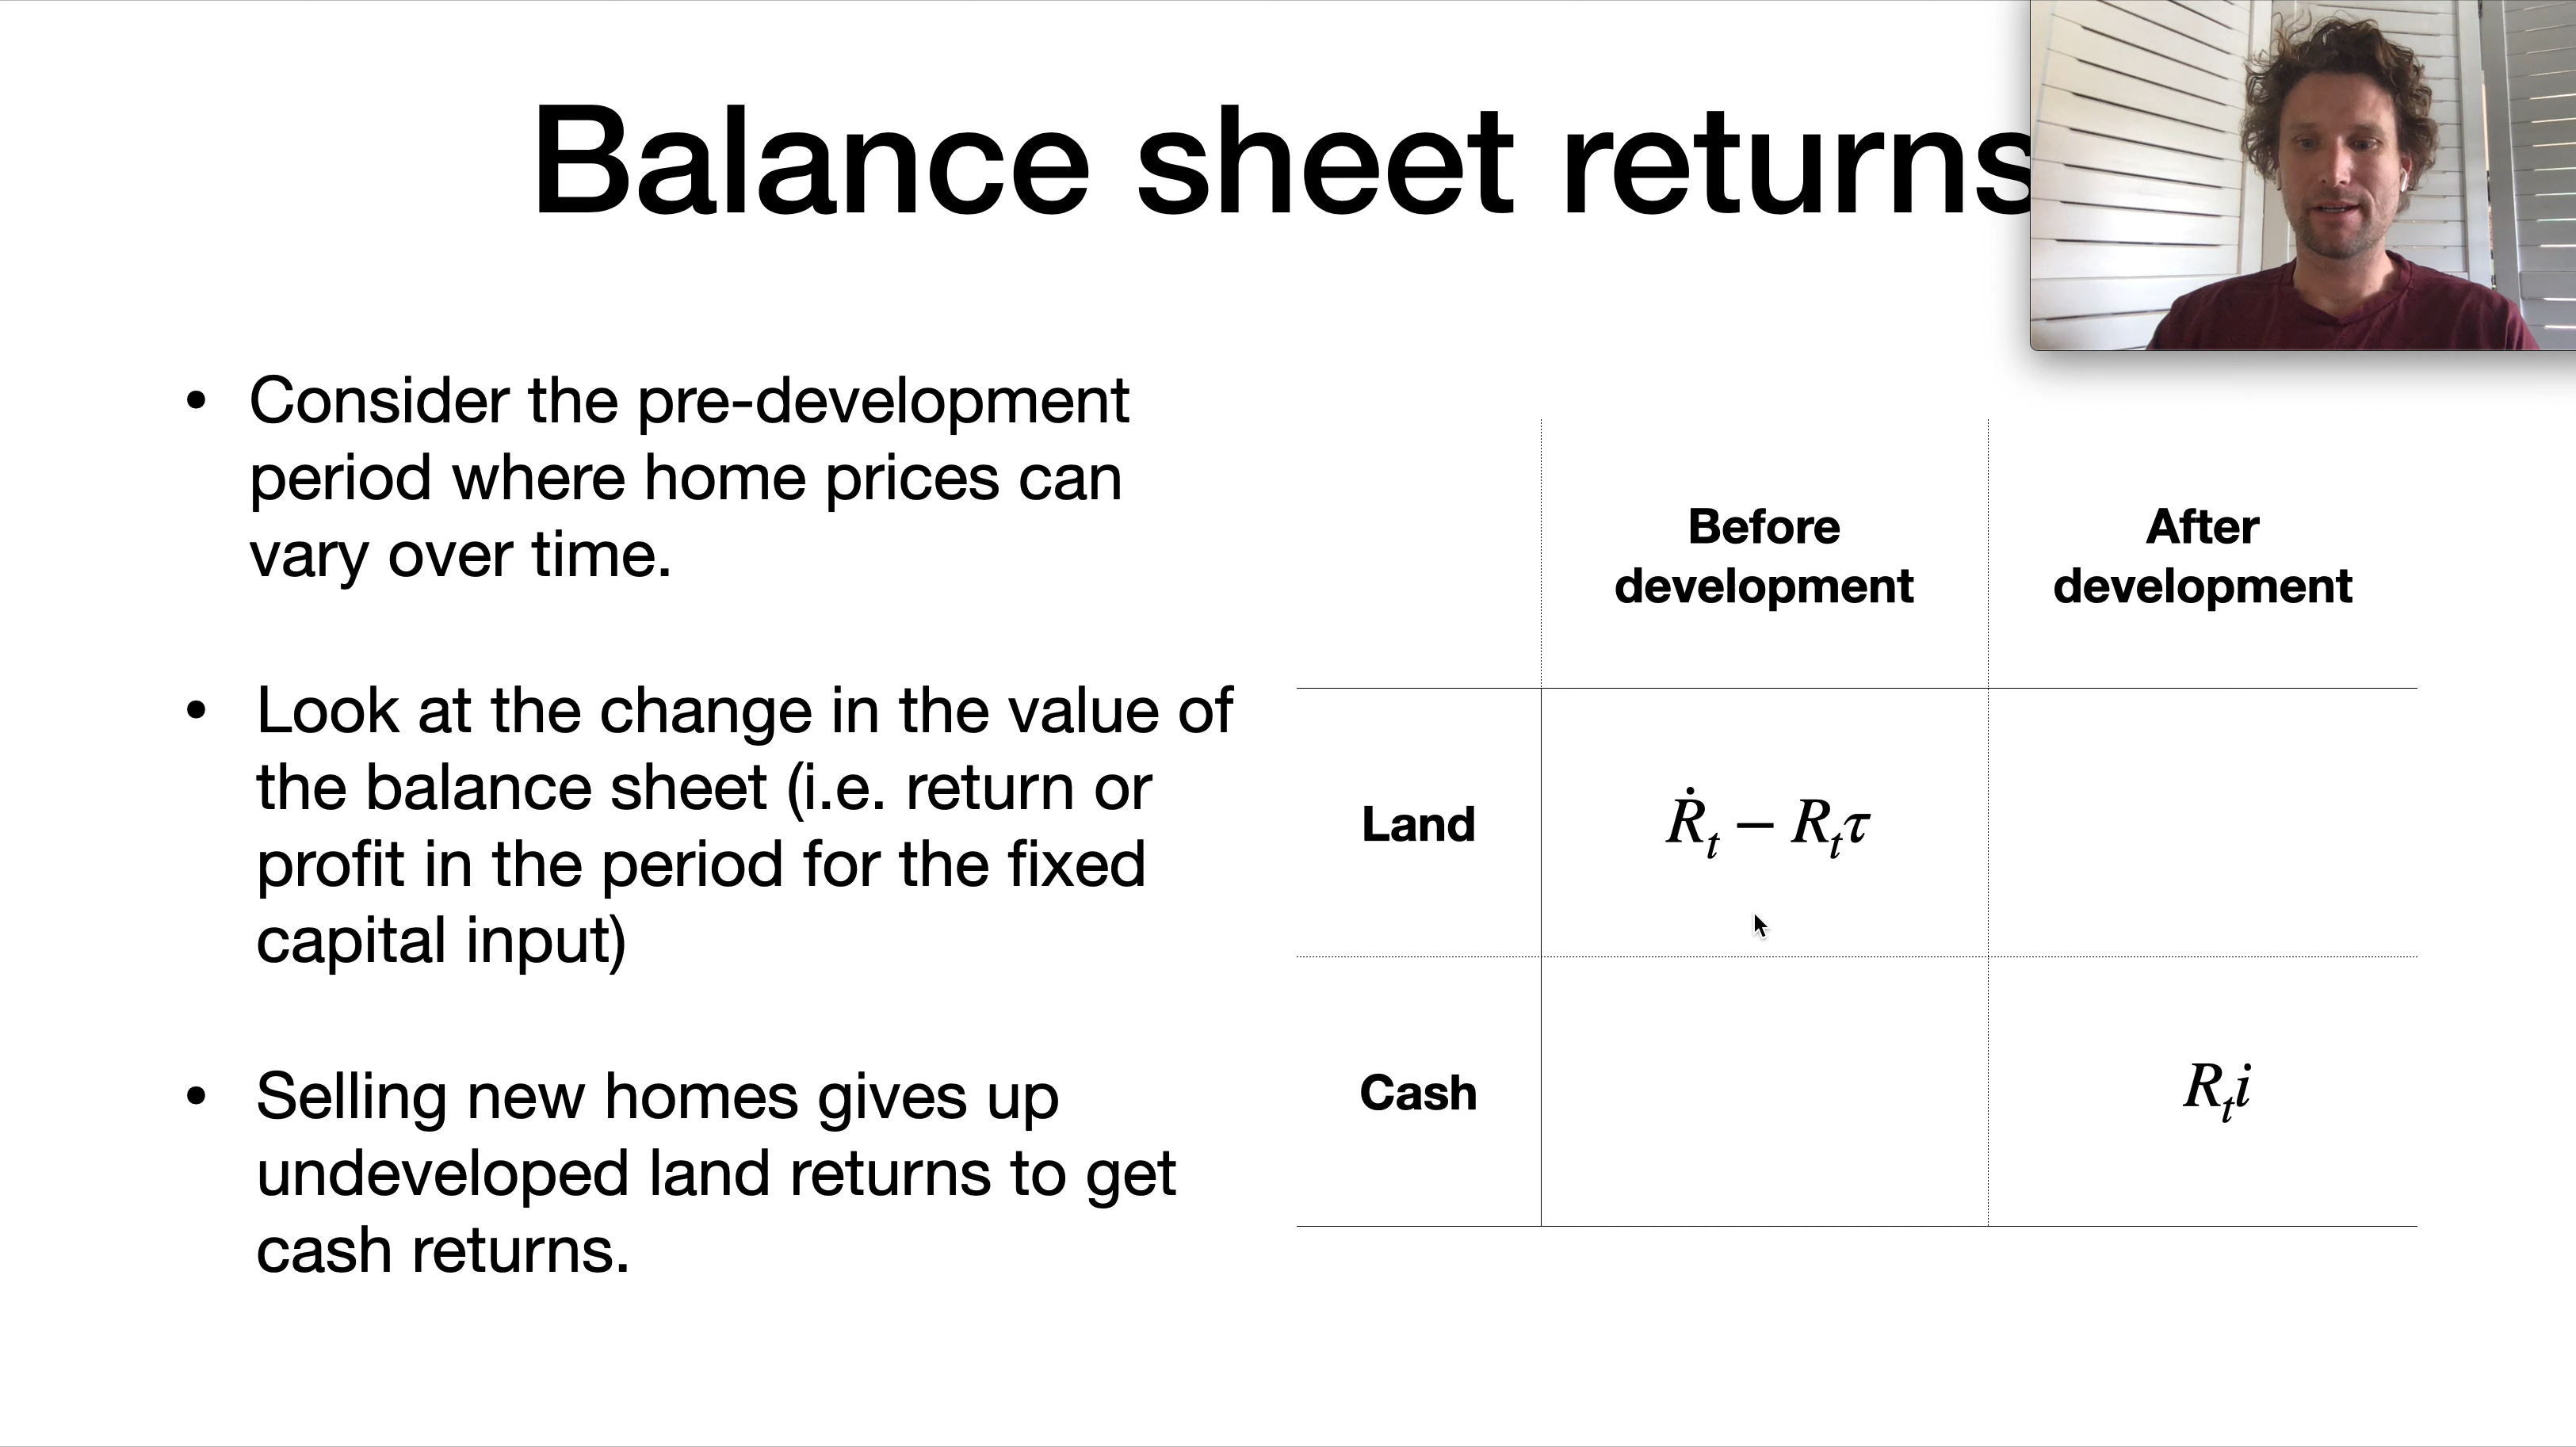 Balance sheet returns
• Consider the pre-development
period where home prices can
vary over time.
• Look at the change in the value of
the balance sheet (i.e. return or
profit in the period for the fixed
capital input)
• Selling new homes gives up
undeveloped land returns to get
cash returns.
Before
development
After
development
Land
Ṙₜ − Rₜτ
Cash
Rₜi